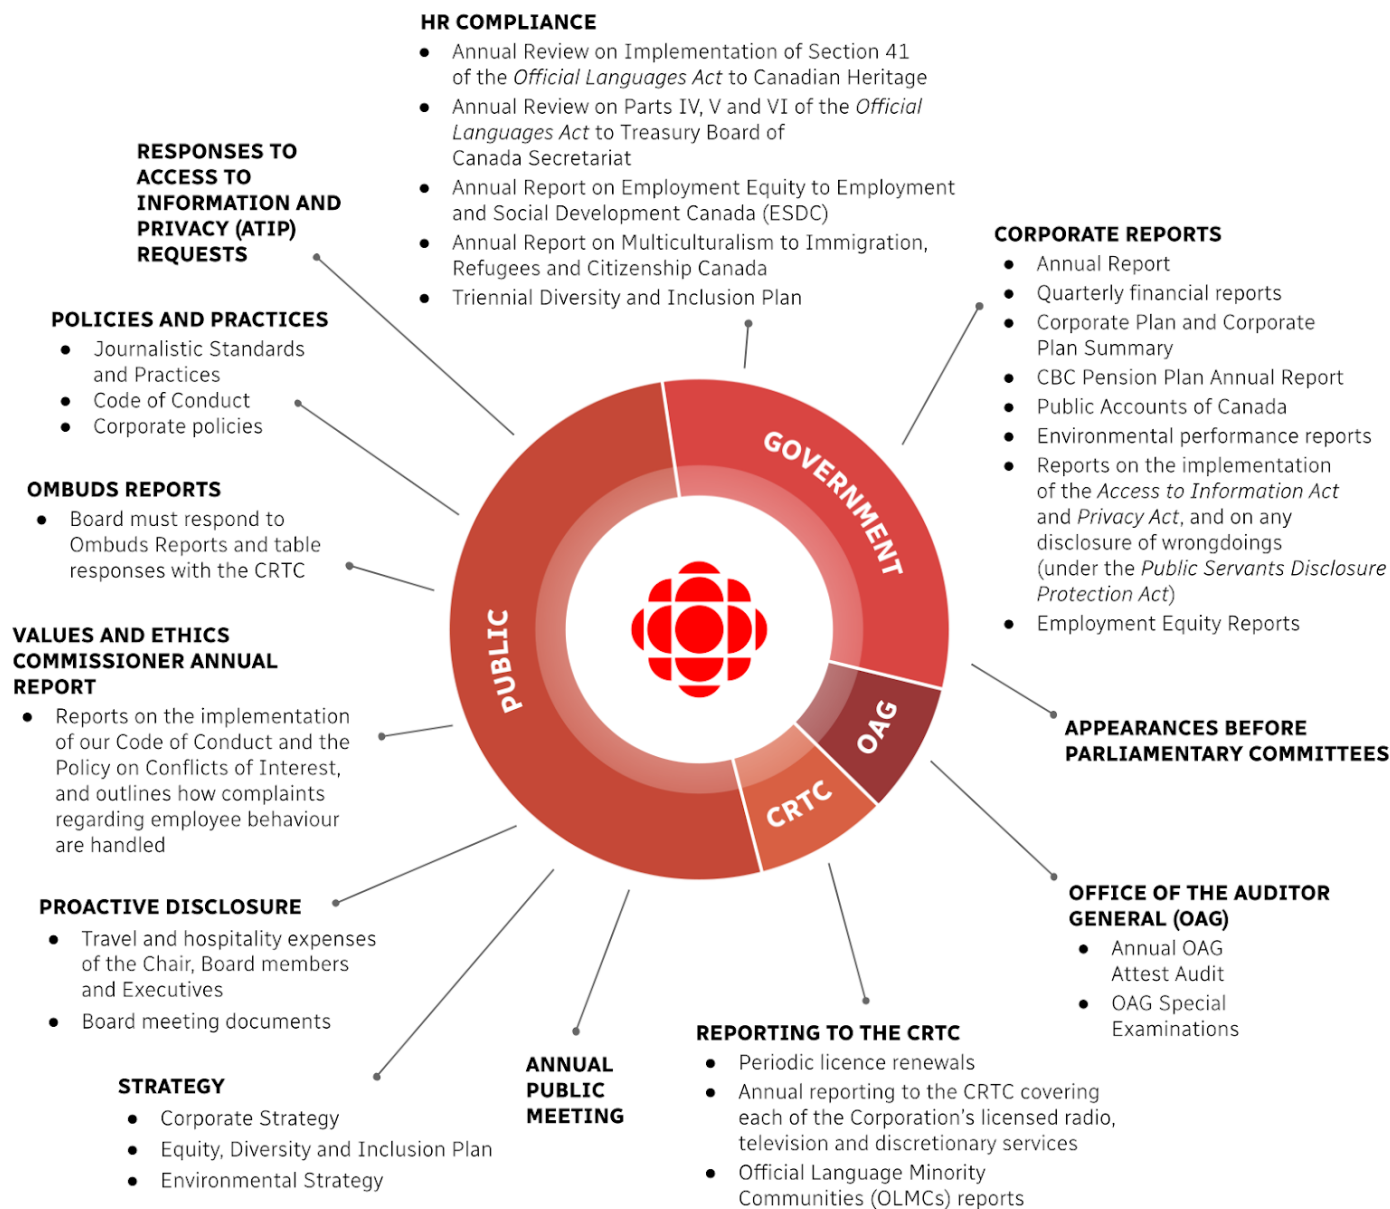 HR COMPLIANCE
● Annual Review on Implementation of Section 41
of the Official Languages Act to Canadian Heritage
● Annual Review on Parts IV, V and VI of the Official
Languages Act to Treasury Board of
Canada Secretariat
● Annual Report on Employment Equity to Employment
and Social Development Canada (ESDC)
● Annual Report on Multiculturalism to Immigration,
Refugees and Citizenship Canada
● Triennial Diversity and Inclusion Plan
RESPONSES TO
ACCESS TO
INFORMATION AND
PRIVACY (ATIP)
REQUESTS
POLICIES AND PRACTICES
● Journalistic Standards
and Practices
● Code of Conduct
● Corporate policies
OMBUDS REPORTS
● Board must respond to
Ombuds Reports and table
responses with the CRTC
VALUES AND ETHICS
COMMISSIONER ANNUAL
REPORT
● Reports on the implementation
of our Code of Conduct and the
Policy on Conflicts of Interest,
and outlines how complaints
regarding employee behaviour
are handled
PROACTIVE DISCLOSURE
● Travel and hospitality expenses
of the Chair, Board members
and Executives
● Board meeting documents
STRATEGY
● Corporate Strategy
● Equity, Diversity and Inclusion Plan
● Environmental Strategy
ANNUAL
PUBLIC
MEETING
PUBLIC
GOVERNMENT
OAG
CRTC
CORPORATE REPORTS
● Annual Report
● Quarterly financial reports
● Corporate Plan and Corporate
Plan Summary
● CBC Pension Plan Annual Report
● Public Accounts of Canada
● Environmental performance reports
● Reports on the implementation
of the Access to Information Act
and Privacy Act, and on any
disclosure of wrongdoings
(under the Public Servants Disclosure
Protection Act)
● Employment Equity Reports
APPEARANCES BEFORE
PARLIAMENTARY COMMITTEES
OFFICE OF THE AUDITOR
GENERAL (OAG)
● Annual OAG
Attest Audit
● OAG Special
Examinations
REPORTING TO THE CRTC
● Periodic licence renewals
● Annual reporting to the CRTC covering
each of the Corporation’s licensed radio,
television and discretionary services
● Official Language Minority
Communities (OLMCs) reports